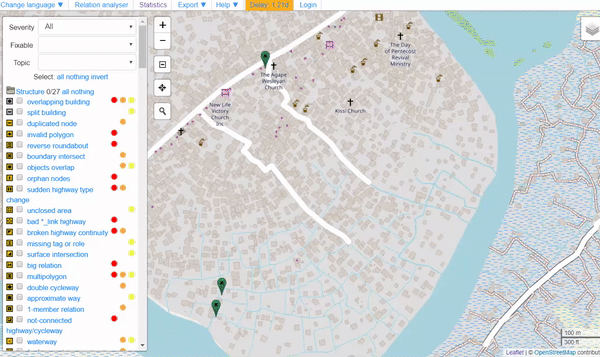 Change language ▼ Relation analyser Statistics Export ▼ Help ▼ Delay: < 21d Login
Severity All
Fixable
Topic
Select: all nothing invert
Structure 0/27 all nothing
overlapping building
split building
duplicated node
invalid polygon
reverse roundabout
boundary intersect
objects overlap
orphan nodes
sudden highway type
change
unclosed area
bad *_link highway
broken highway continuity
missing tag or role
surface intersection
big relation
multipolygon
double cycleway
approximate way
1-member relation
not-connected
highway/cycleway
waterway
The Day
of Pentecost
Revival
Ministry
The Agape
Wesleyan
Church
New Life
Victory
Church
Inc
Kissi Church
100 m
300 ft
Leaflet | © OpenStreetMap contribut